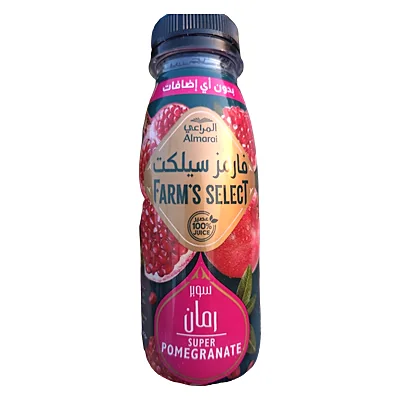 بدون أي إضافات
المراعي
Almarai
فارمز سيلكت
FARM'S SELECT
عصير
100%
JUICE
سوبر
رمان
SUPER
POMEGRANATE